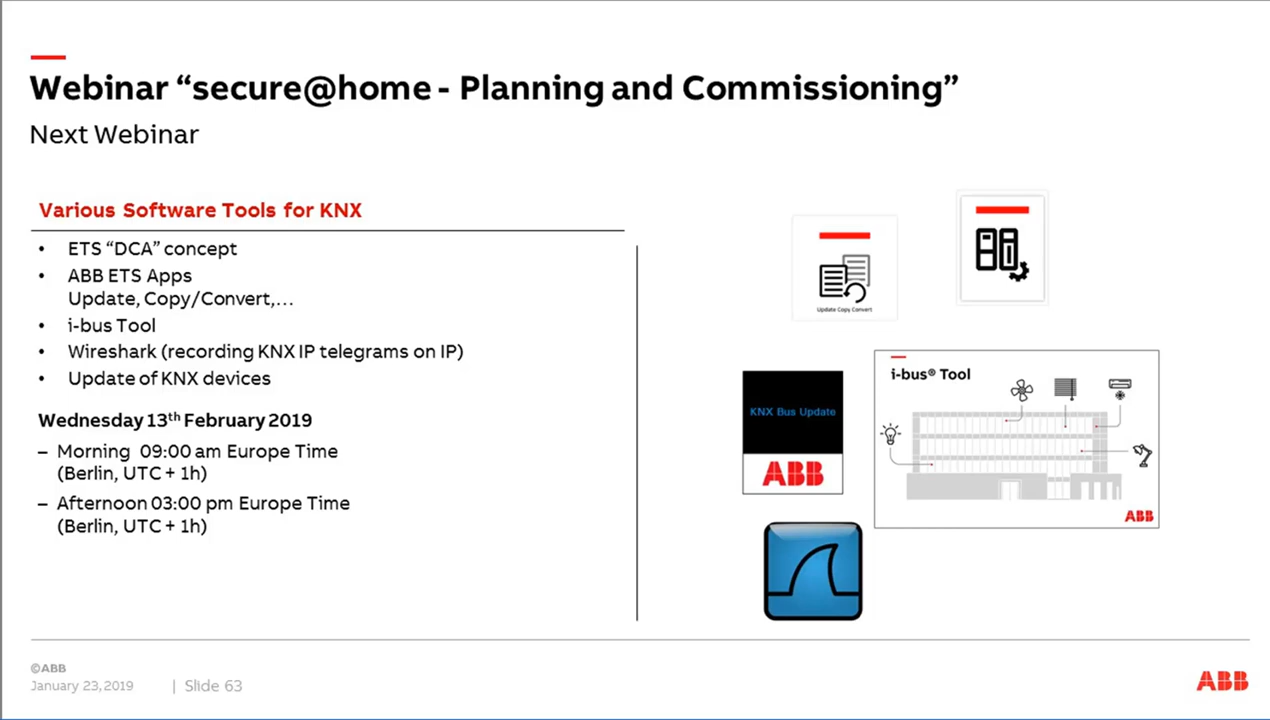 Webinar “secure@home - Planning and Commissioning”
Next Webinar
Various Software Tools for KNX
• ETS “DCA” concept
• ABB ETS Apps
Update, Copy/Convert,…
• i-bus Tool
• Wireshark (recording KNX IP telegrams on IP)
• Update of KNX devices
Wednesday 13th February 2019
– Morning 09:00 am Europe Time
(Berlin, UTC + 1h)
– Afternoon 03:00 pm Europe Time
(Berlin, UTC + 1h)
Update Copy Convert
KNX Bus Update
ABB
i-bus® Tool
ABB
©ABB
January 23, 2019 | Slide 63
ABB